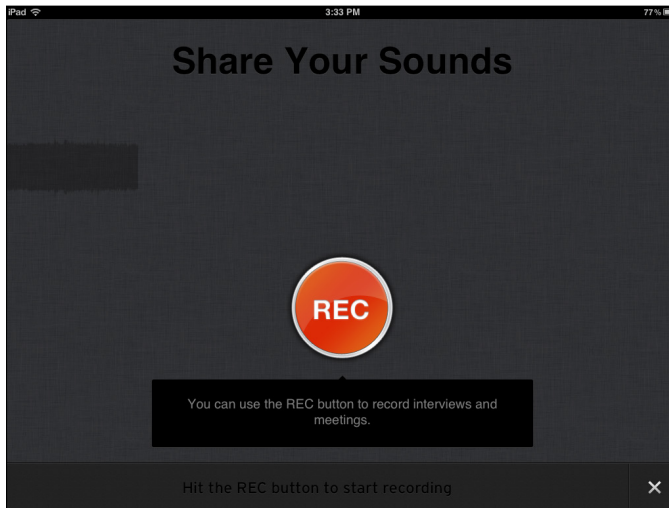 iPad 3:33 PM 77%
Share Your Sounds
REC
You can use the REC button to record interviews and
meetings.
Hit the REC button to start recording